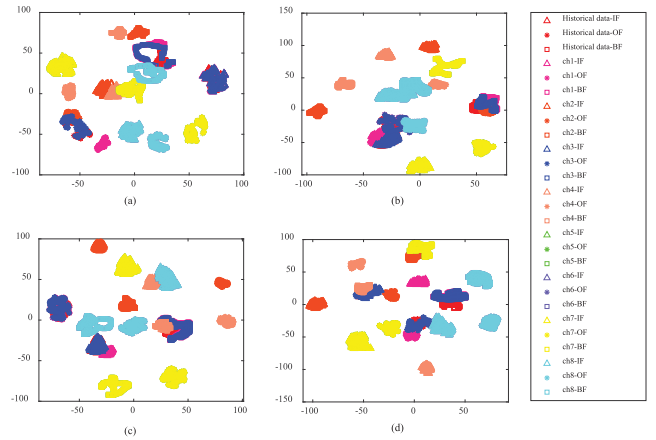 100
50
0
-50
-100
-50
0
50
100
(a)
150
100
50
0
-50
-100
-100
-50
0
50
(b)
100
50
0
-50
-100
-50
0
50
100
(c)
100
50
0
-50
-100
-150
-100
-50
0
50
100
(d)
Historical data-IF
Historical data-OF
Historical data-BF
ch1-IF
ch1-OF
ch1-BF
ch2-IF
ch2-OF
ch2-BF
ch3-IF
ch3-OF
ch3-BF
ch4-IF
ch4-OF
ch4-BF
ch5-IF
ch5-OF
ch5-BF
ch6-IF
ch6-OF
ch6-BF
ch7-IF
ch7-OF
ch7-BF
ch8-IF
ch8-OF
ch8-BF